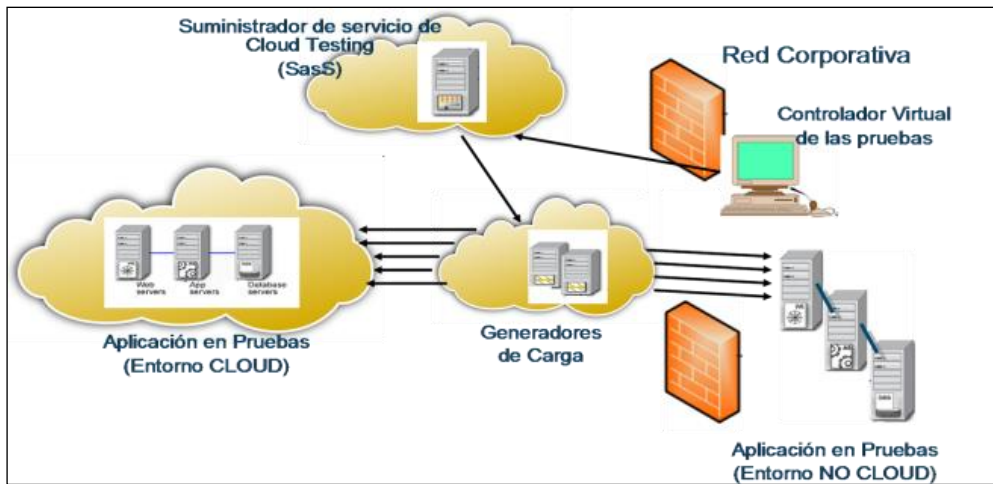 Suministrador de servicio de
Cloud Testing
(SasS)
Red Corporativa
Controlador Virtual
de las pruebas
Web
servers
App
servers
Database
servers
Aplicación en Pruebas
(Entorno CLOUD)
Generadores
de Carga
Aplicación en Pruebas
(Entorno NO CLOUD)